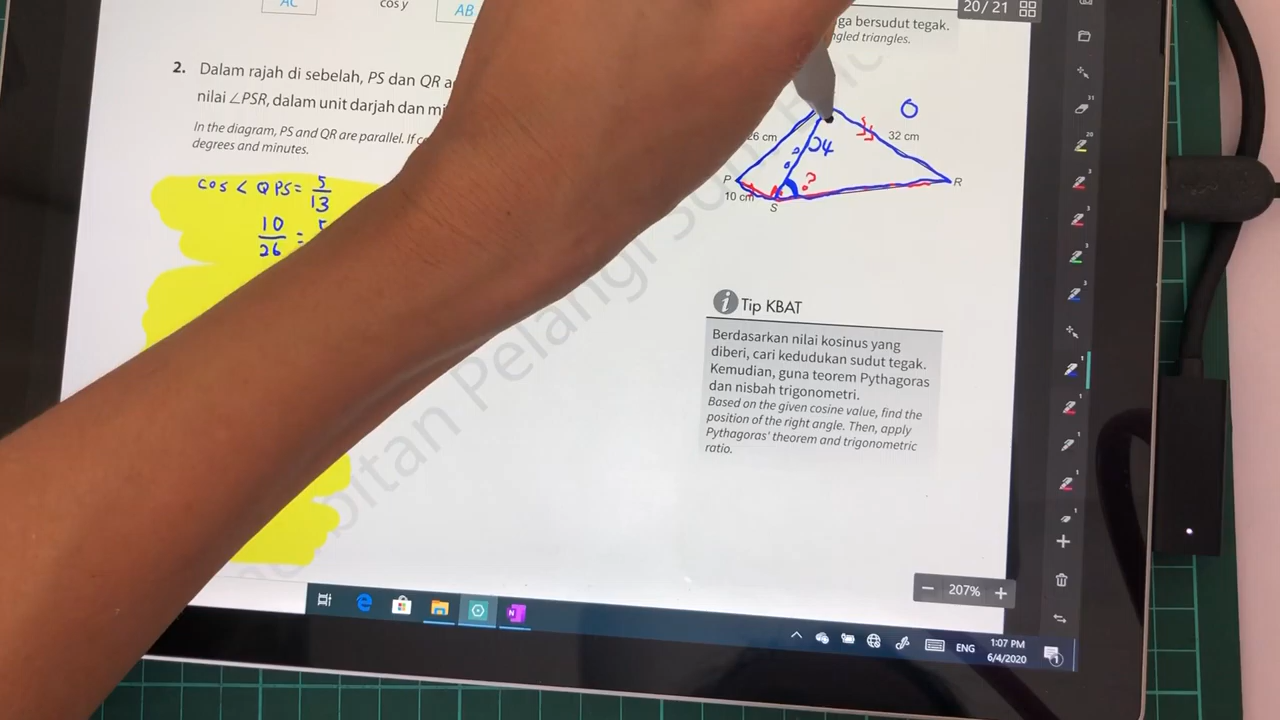 AC
cos y
AB
20/ 21
ga bersudut tegak.
ngled triangles.
2. Dalam rajah di sebelah, PS dan QR
nilai ∠PSR, dalam unit darjah dan
In the diagram, PS and QR are parallel. If
degrees and minutes.
cos < QPS = 5/13
10/26 =
O
26 cm
32 cm
24
P
?
R
10 cm
S
i Tip KBAT
Berdasarkan nilai kosinus yang
diberi, cari kedudukan sudut tegak.
Kemudian, guna teorem Pythagoras
dan nisbah trigonometri.
Based on the given cosine value, find the
position of the right angle. Then, apply
Pythagoras' theorem and trigonometric
ratio.
Pelangi
− 207% +
ENG
1:07 PM
6/4/2020